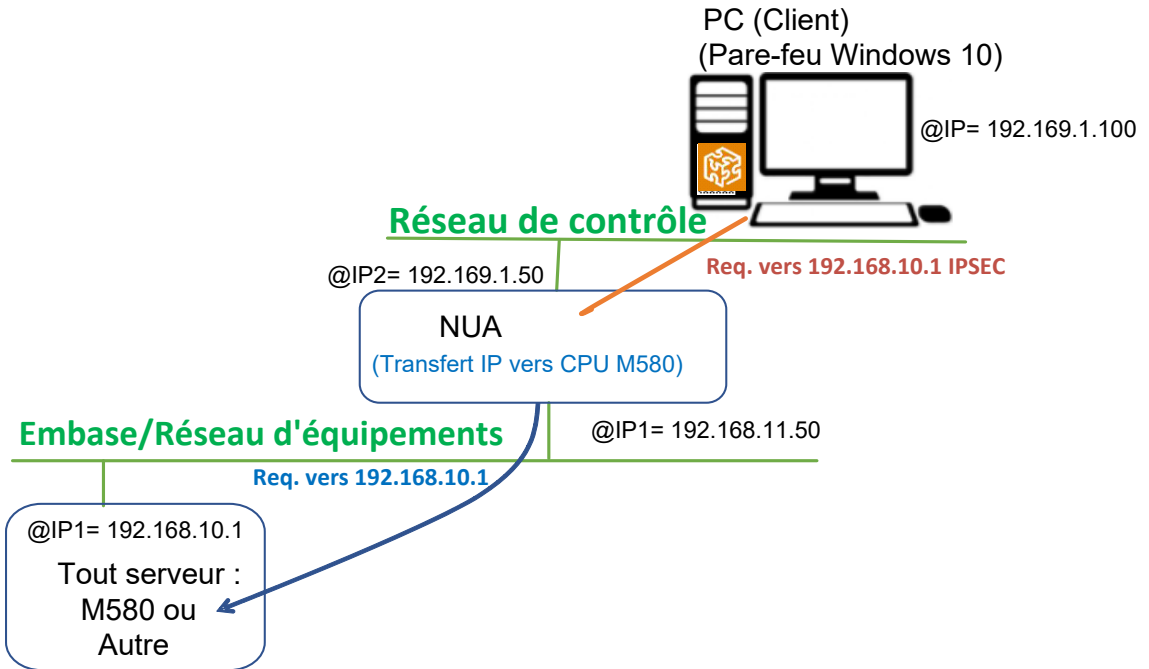 PC (Client)
(Pare-feu Windows 10)
@IP= 192.169.1.100
Réseau de contrôle
Req. vers 192.168.10.1 IPSEC
@IP2= 192.169.1.50
NUA
(Transfert IP vers CPU M580)
Embase/Réseau d'équipements
@IP1= 192.168.11.50
Req. vers 192.168.10.1
@IP1= 192.168.10.1
Tout serveur :
M580 ou
Autre